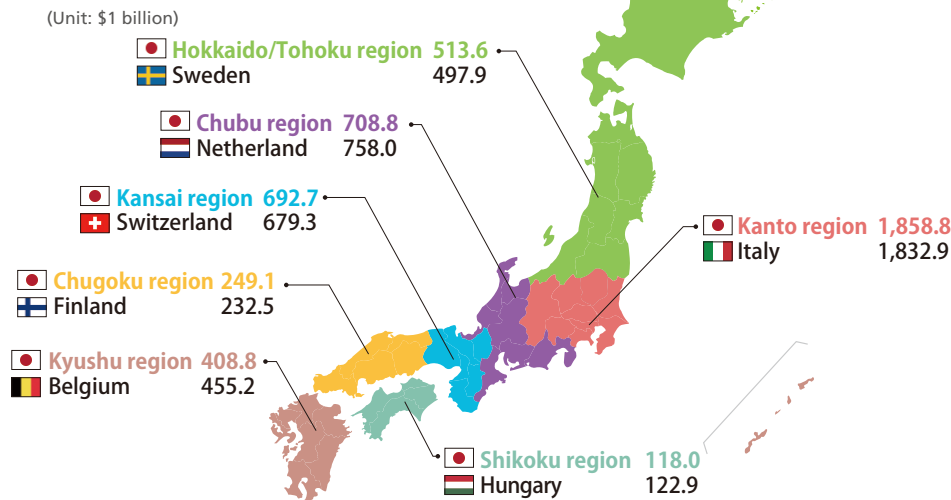 (Unit: $1 billion)
Hokkaido/Tohoku region 513.6
Sweden 497.9
Chubu region 708.8
Netherland 758.0
Kansai region 692.7
Switzerland 679.3
Kanto region 1,858.8
Italy 1,832.9
Chugoku region 249.1
Finland 232.5
Kyushu region 408.8
Belgium 455.2
Shikoku region 118.0
Hungary 122.9